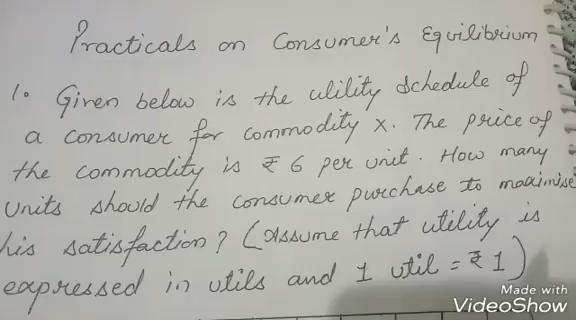 Practicals on Consumer's Equilibrium
1. Given below is the utility schedule of
a consumer for commodity x. The price of
the commodity is ₹ 6 per unit. How many
units should the consumer purchase to maximise
his satisfaction? (Assume that utility is
expressed in utils and 1 util = ₹ 1)
Made with
VideoShow